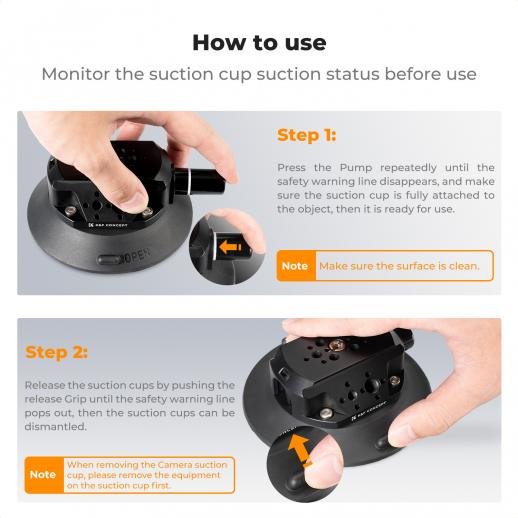 How to use
Monitor the suction cup suction status before use
Step 1:
Press the Pump repeatedly until the
safety warning line disappears, and make
sure the suction cup is fully attached to
the object, then it is ready for use.
Note Make sure the surface is clean.
K&F CONCEPT
OPEN
Step 2:
Release the suction cups by pushing the
release Grip until the safety warning line
pops out, then the suction cups can be
dismantled.
Note When removing the Camera suction
cup, please remove the equipment
on the suction cup first.
K&F CONCEPT